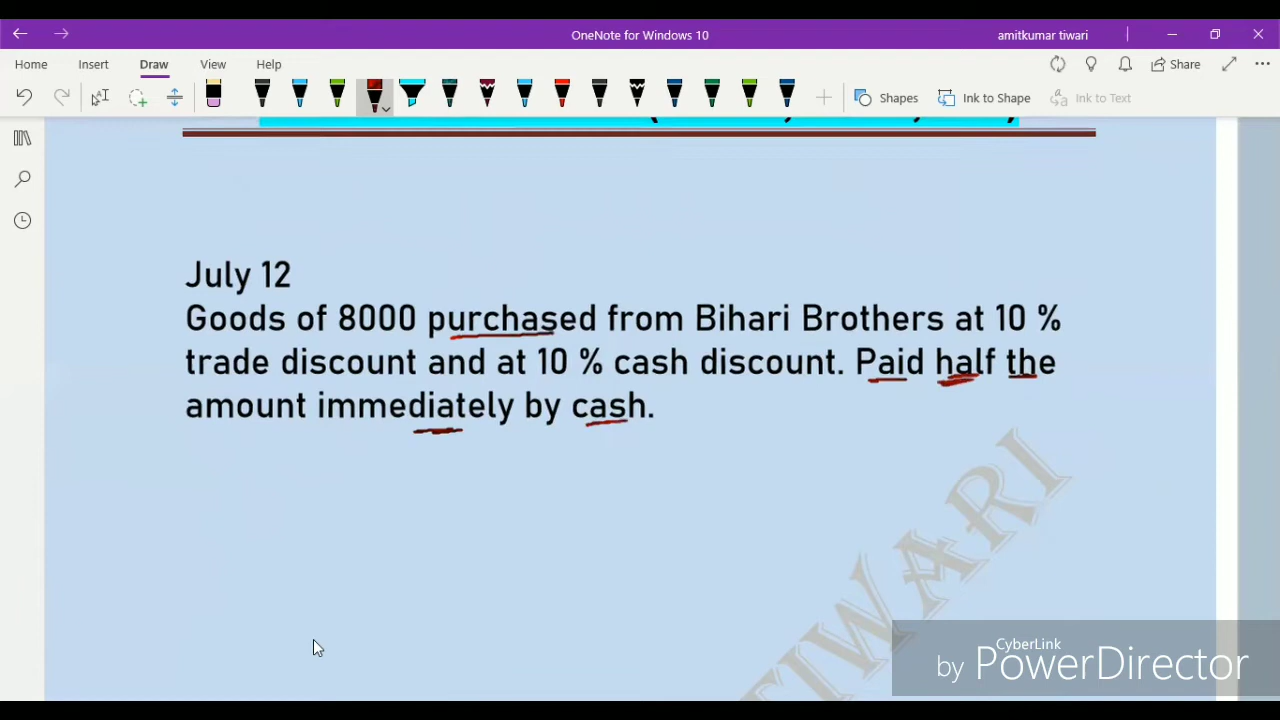 OneNote for Windows 10
amitkumar tiwari
Home Insert Draw View Help
Share
Shapes Ink to Shape Ink to Text
July 12
Goods of 8000 purchased from Bihari Brothers at 10 %
trade discount and at 10 % cash discount. Paid half the
amount immediately by cash.
TIWARI
CyberLink
by PowerDirector